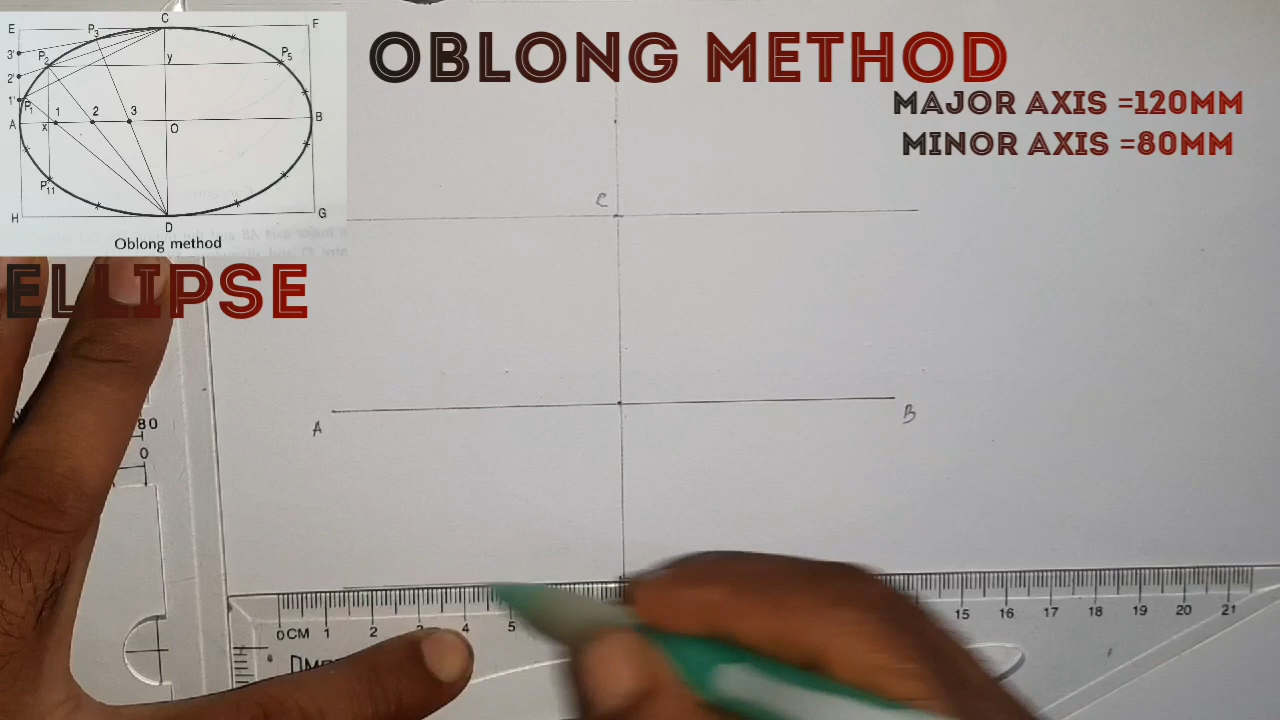 OBLONG METHOD
MAJOR AXIS =120MM
MINOR AXIS =80MM
E C F
3' P3
2' P2 y P5
1' P1 1 2 3
A x O B
P11
H D G
Oblong method
ELLIPSE
C
A B
80
0
0CM 1 2 3 4 5 15 16 17 18 19 20 21